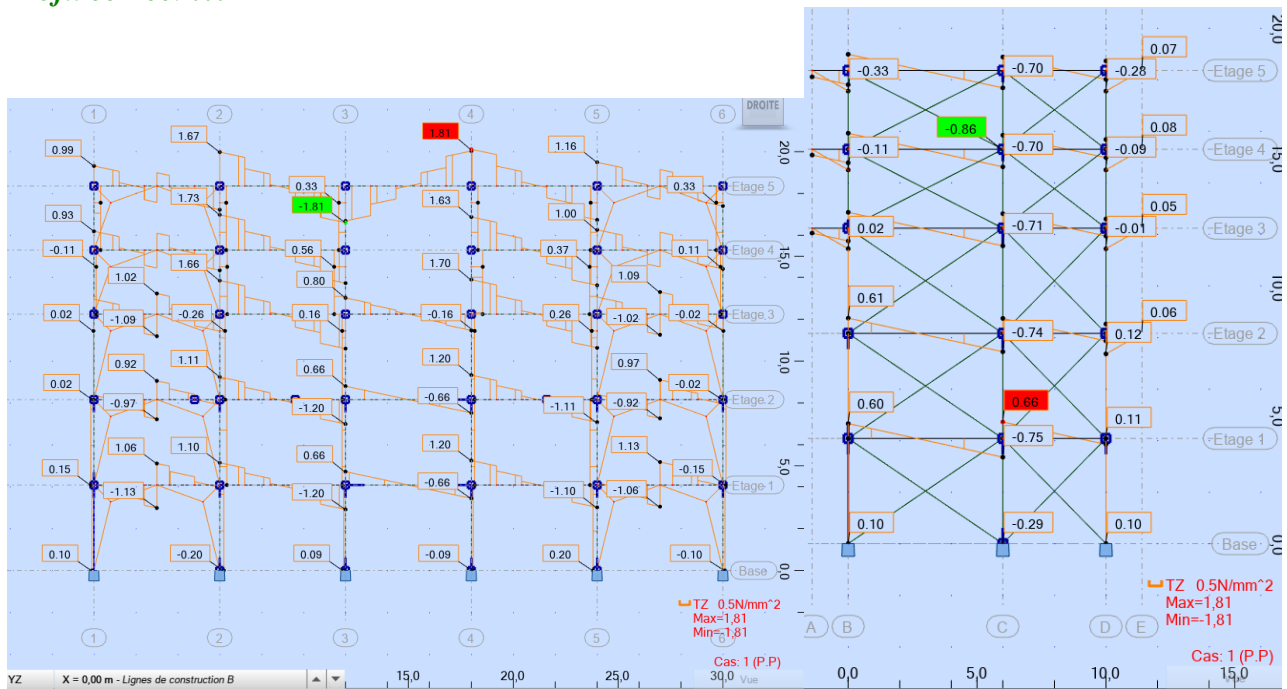 1 2 3 4 5 6
DROITE
0.99 1.67 1.81 1.16
0.33 0.33 Etage 5
1.73 -1.81 1.63
0.93 1.00
-0.11 0.56 0.37 0.11 Etage 4
1.66 1.70
1.02 0.80 1.09
0.02 -1.09 -0.26 0.16 -0.16 0.26 -1.02 -0.02 Etage 3
0.92 1.11 0.66 1.20 0.97
0.02 -0.97 -1.20 -0.66 -1.11 -0.92 -0.02 Etage 2
1.06 1.10 0.66 1.20 1.13
0.15 -1.13 -1.20 -0.66 -1.10 -1.06 -0.15 Etage 1
0.10 -0.20 0.09 -0.09 0.20 -0.10 Base
20,0
15,0
10,0
5,0
0,0
TZ 0.5N/mm^2
Max=1,81
Min=-1,81
1 2 3 4 5 6
Cas: 1 (P.P)
YZ X = 0,00 m - Lignes de construction B 15,0 20,0 25,0 30,0 Vue
20,0
0.07
-0.33 -0.70 -0.28 Etage 5
-0.86 0.08
-0.11 -0.70 -0.09 Etage 4
15,0
0.05
0.02 -0.71 -0.01 Etage 3
10,0
0.61 0.06
-0.74 0.12 Etage 2
0.60 0.66 0.11
5,0
-0.75 Etage 1
0.10 -0.29 0.10
Base 0,0
TZ 0.5N/mm^2
Max=1,81
Min=-1,81
A B C D E
Cas: 1 (P.P)
0,0 5,0 10,0 15,0